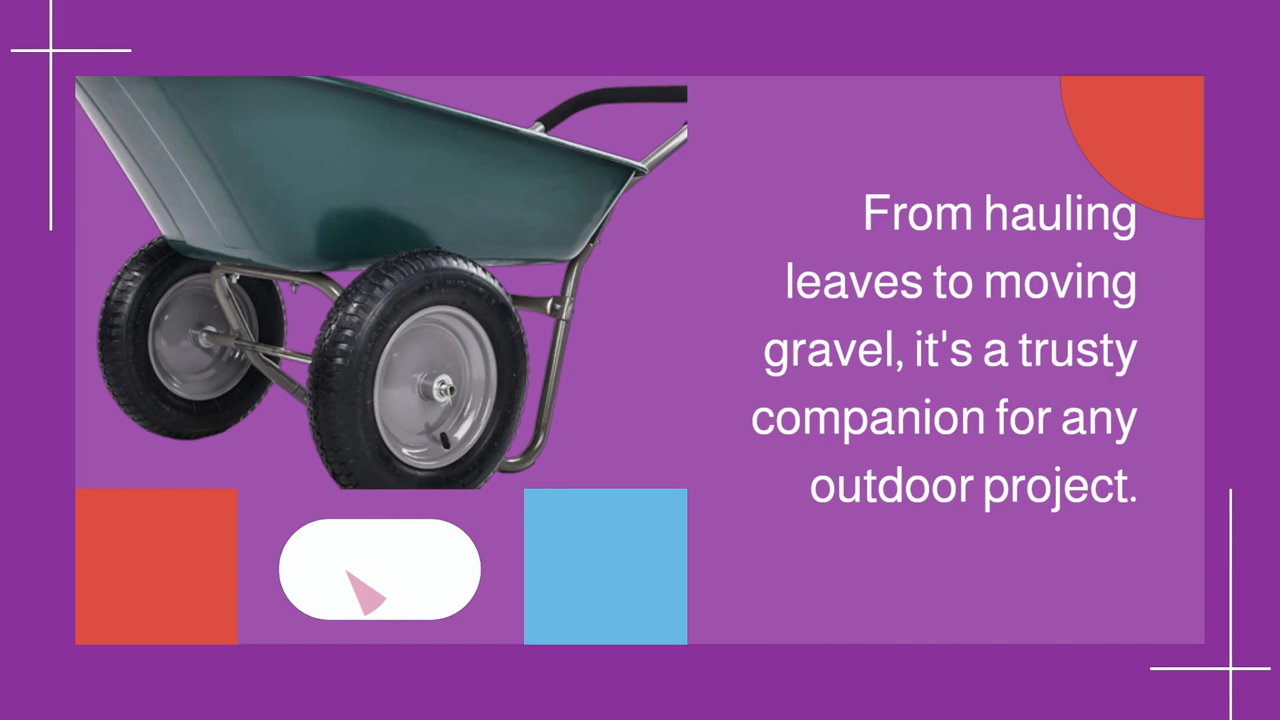 From hauling
leaves to moving
gravel, it's a trusty
companion for any
outdoor project.